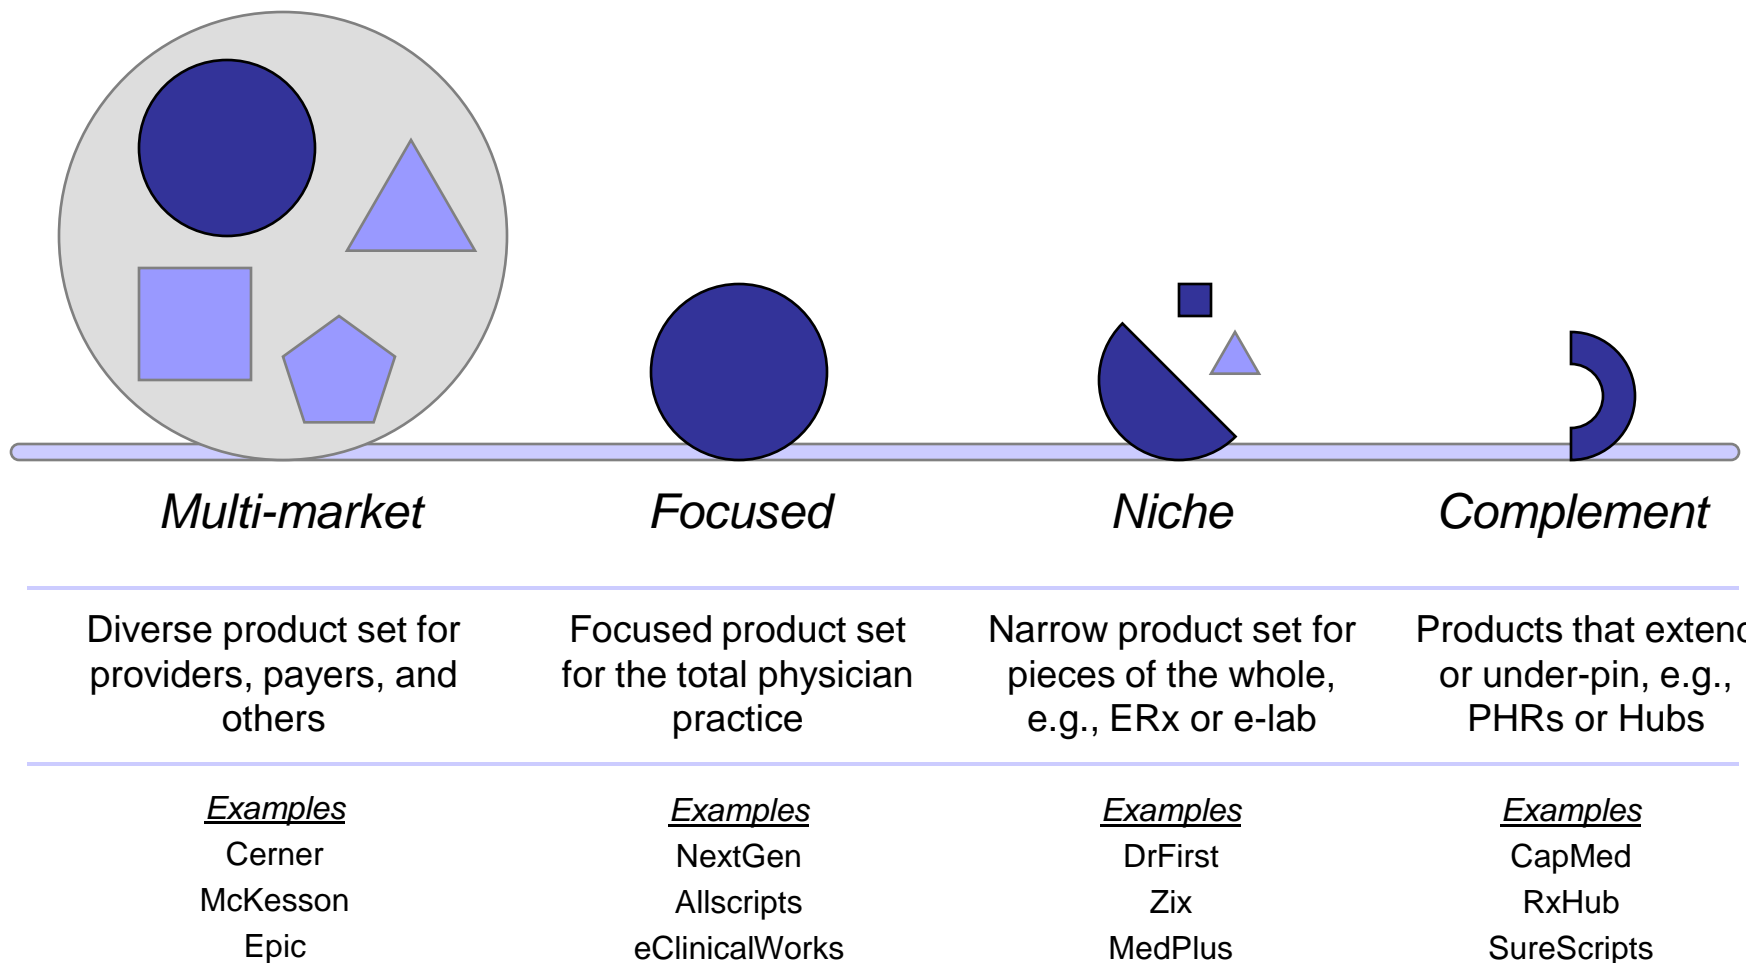 Multi-market
Focused
Niche
Complement
Diverse product set for
providers, payers, and
others
Focused product set
for the total physician
practice
Narrow product set for
pieces of the whole,
e.g., ERx or e-lab
Products that extend
or under-pin, e.g.,
PHRs or Hubs
Examples
Cerner
McKesson
Epic
Examples
NextGen
Allscripts
eClinicalWorks
Examples
DrFirst
Zix
MedPlus
Examples
CapMed
RxHub
SureScripts